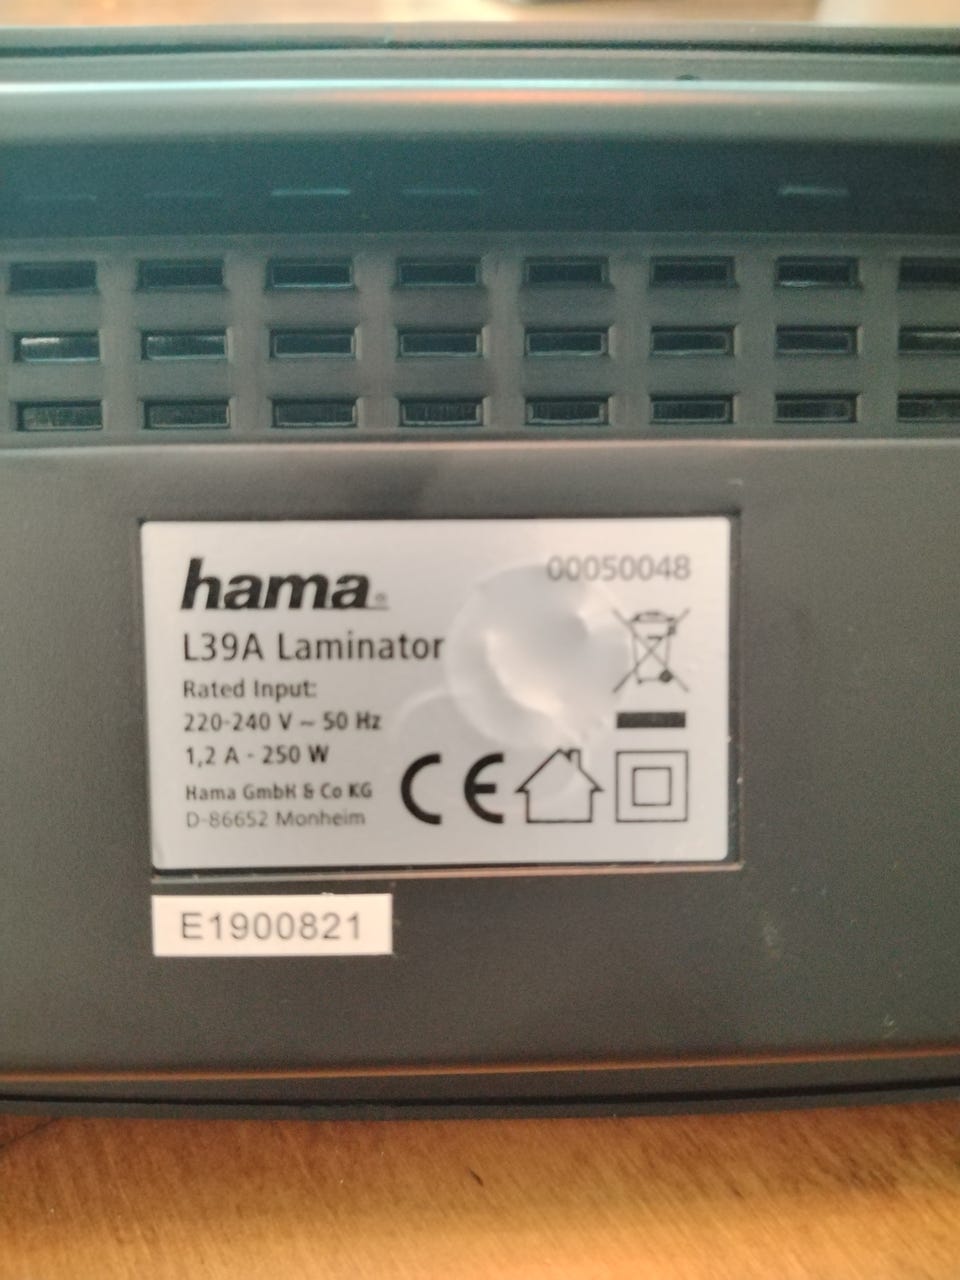 hama®
00050048
L39A Laminator
Rated Input:
220-240 V ~ 50 Hz
1,2 A - 250 W
Hama GmbH & Co KG
D-86652 Monheim
CE
E1900821